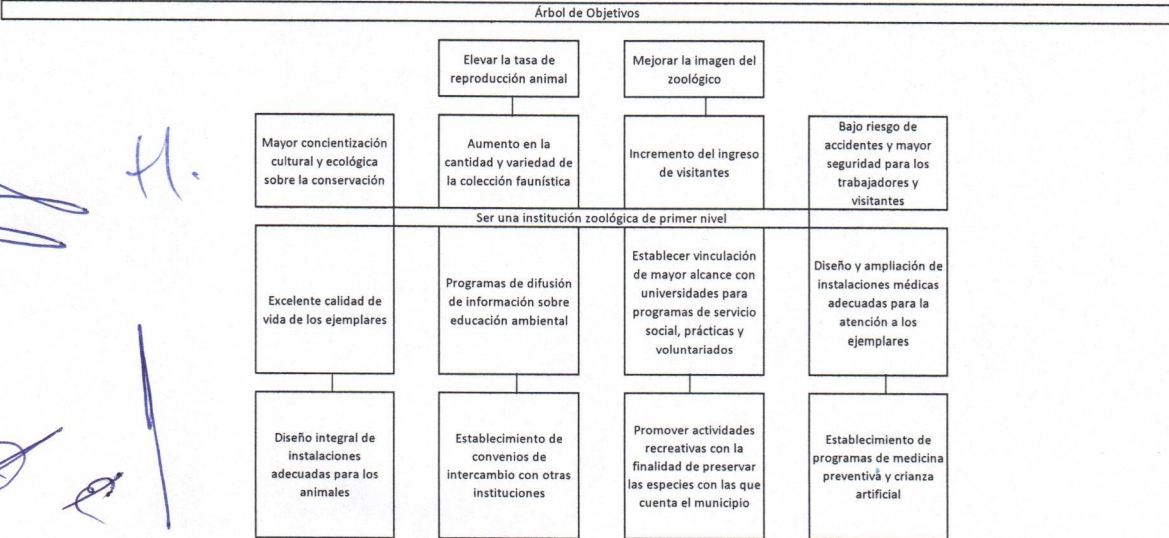 Árbol de Objetivos
Elevar la tasa de
reproducción animal
Mejorar la imagen del
zoológico
Mayor concientización
cultural y ecológica
sobre la conservación
Aumento en la
cantidad y variedad de
la colección faunística
Incremento del ingreso
de visitantes
Bajo riesgo de
accidentes y mayor
seguridad para los
trabajadores y
visitantes
Ser una institución zoológica de primer nivel
Excelente calidad de
vida de los ejemplares
Programas de difusión
de información sobre
educación ambiental
Establecer vinculación
de mayor alcance con
universidades para
programas de servicio
social, prácticas y
voluntariados
Diseño y ampliación de
instalaciones médicas
adecuadas para la
atención a los
ejemplares
Diseño integral de
instalaciones
adecuadas para los
animales
Establecimiento de
convenios de
intercambio con otras
instituciones
Promover actividades
recreativas con la
finalidad de preservar
las especies con las que
cuenta el municipio
Establecimiento de
programas de medicina
preventiva y crianza
artificial